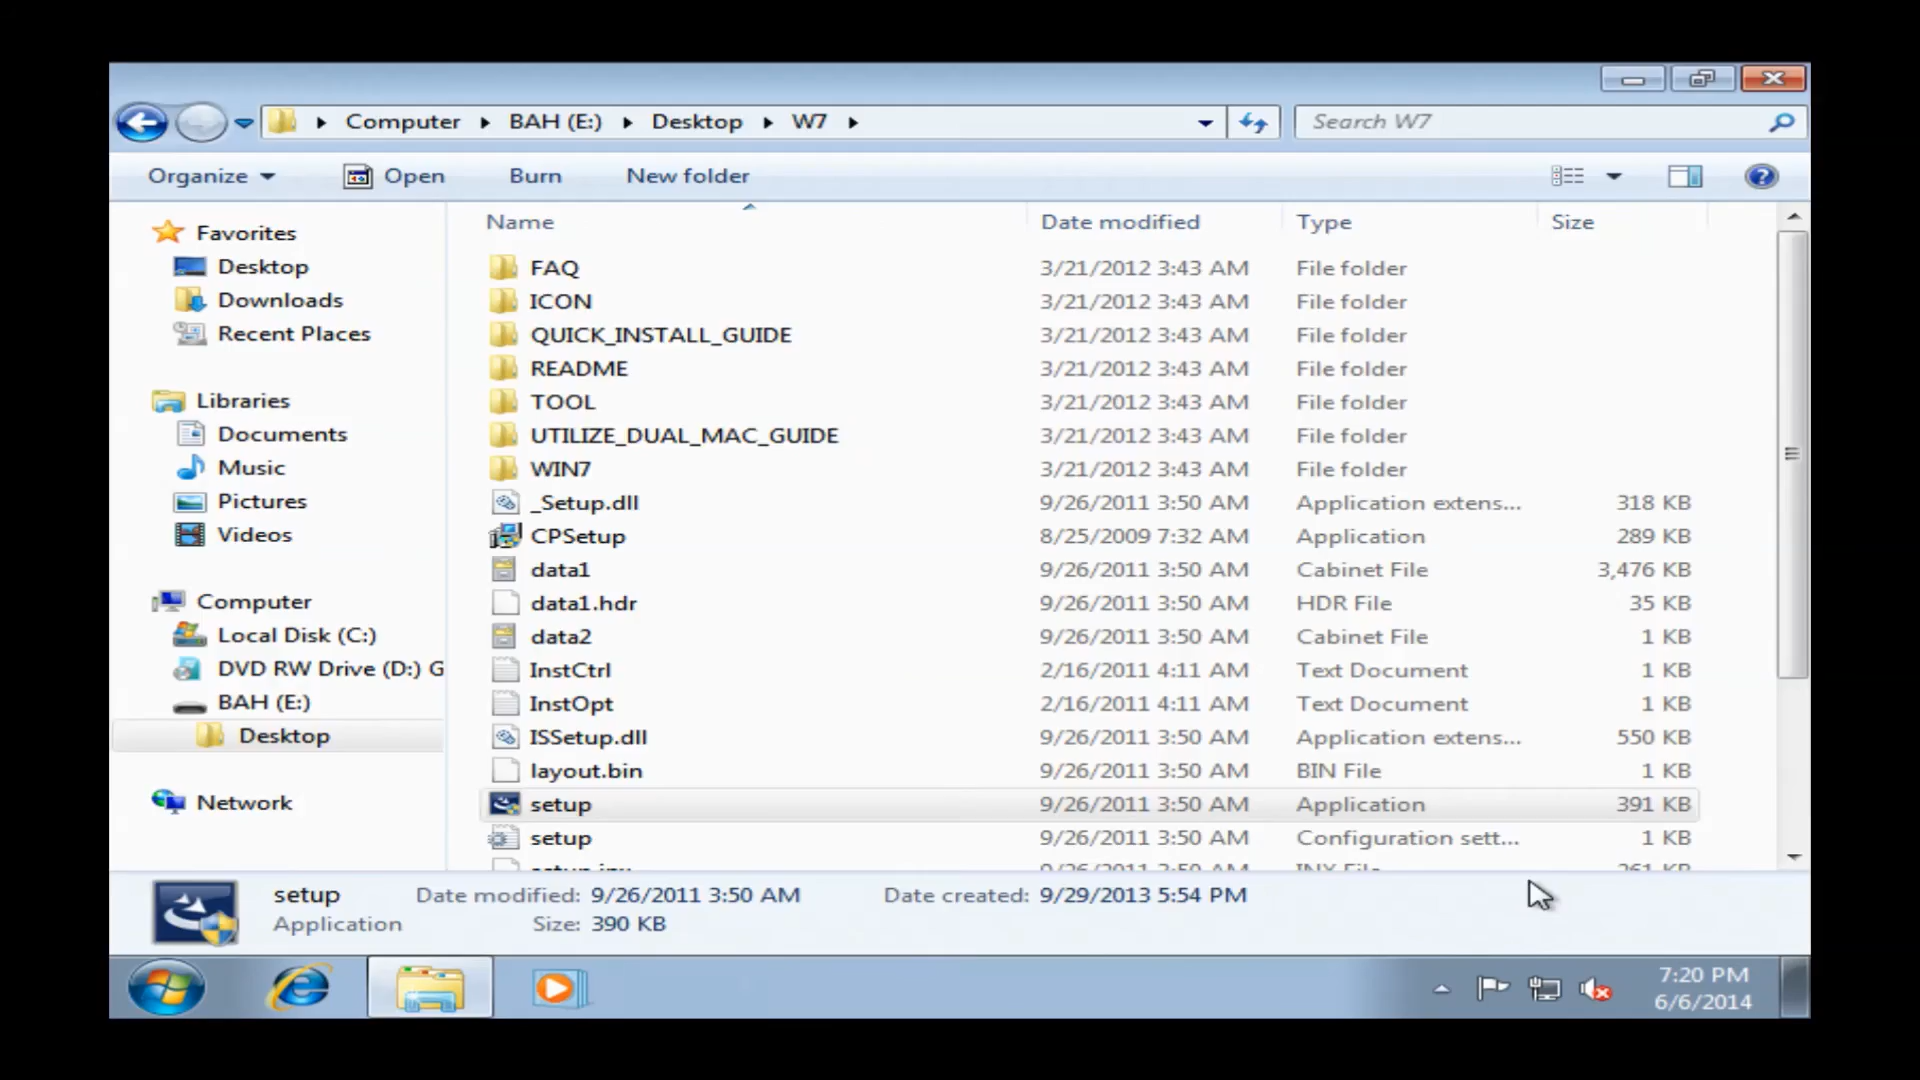 Computer BAH (E:) Desktop W7 Search W7
Organize Open Burn New folder
Favorites
Desktop
Downloads
Recent Places
Libraries
Documents
Music
Pictures
Videos
Computer
Local Disk (C:)
DVD RW Drive (D:) G
BAH (E:)
Desktop
Network
Name Date modified Type Size
FAQ 3/21/2012 3:43 AM File folder
ICON 3/21/2012 3:43 AM File folder
QUICK_INSTALL_GUIDE 3/21/2012 3:43 AM File folder
README 3/21/2012 3:43 AM File folder
TOOL 3/21/2012 3:43 AM File folder
UTILIZE_DUAL_MAC_GUIDE 3/21/2012 3:43 AM File folder
WIN7 3/21/2012 3:43 AM File folder
_Setup.dll 9/26/2011 3:50 AM Application extens... 318 KB
CPSetup 8/25/2009 7:32 AM Application 289 KB
data1 9/26/2011 3:50 AM Cabinet File 3,476 KB
data1.hdr 9/26/2011 3:50 AM HDR File 35 KB
data2 9/26/2011 3:50 AM Cabinet File 1 KB
InstCtrl 2/16/2011 4:11 AM Text Document 1 KB
InstOpt 2/16/2011 4:11 AM Text Document 1 KB
ISSetup.dll 9/26/2011 3:50 AM Application extens... 550 KB
layout.bin 9/26/2011 3:50 AM BIN File 1 KB
setup 9/26/2011 3:50 AM Application 391 KB
setup 9/26/2011 3:50 AM Configuration sett... 1 KB
setup Date modified: 9/26/2011 3:50 AM Date created: 9/29/2013 5:54 PM
Application Size: 390 KB
7:20 PM
6/6/2014